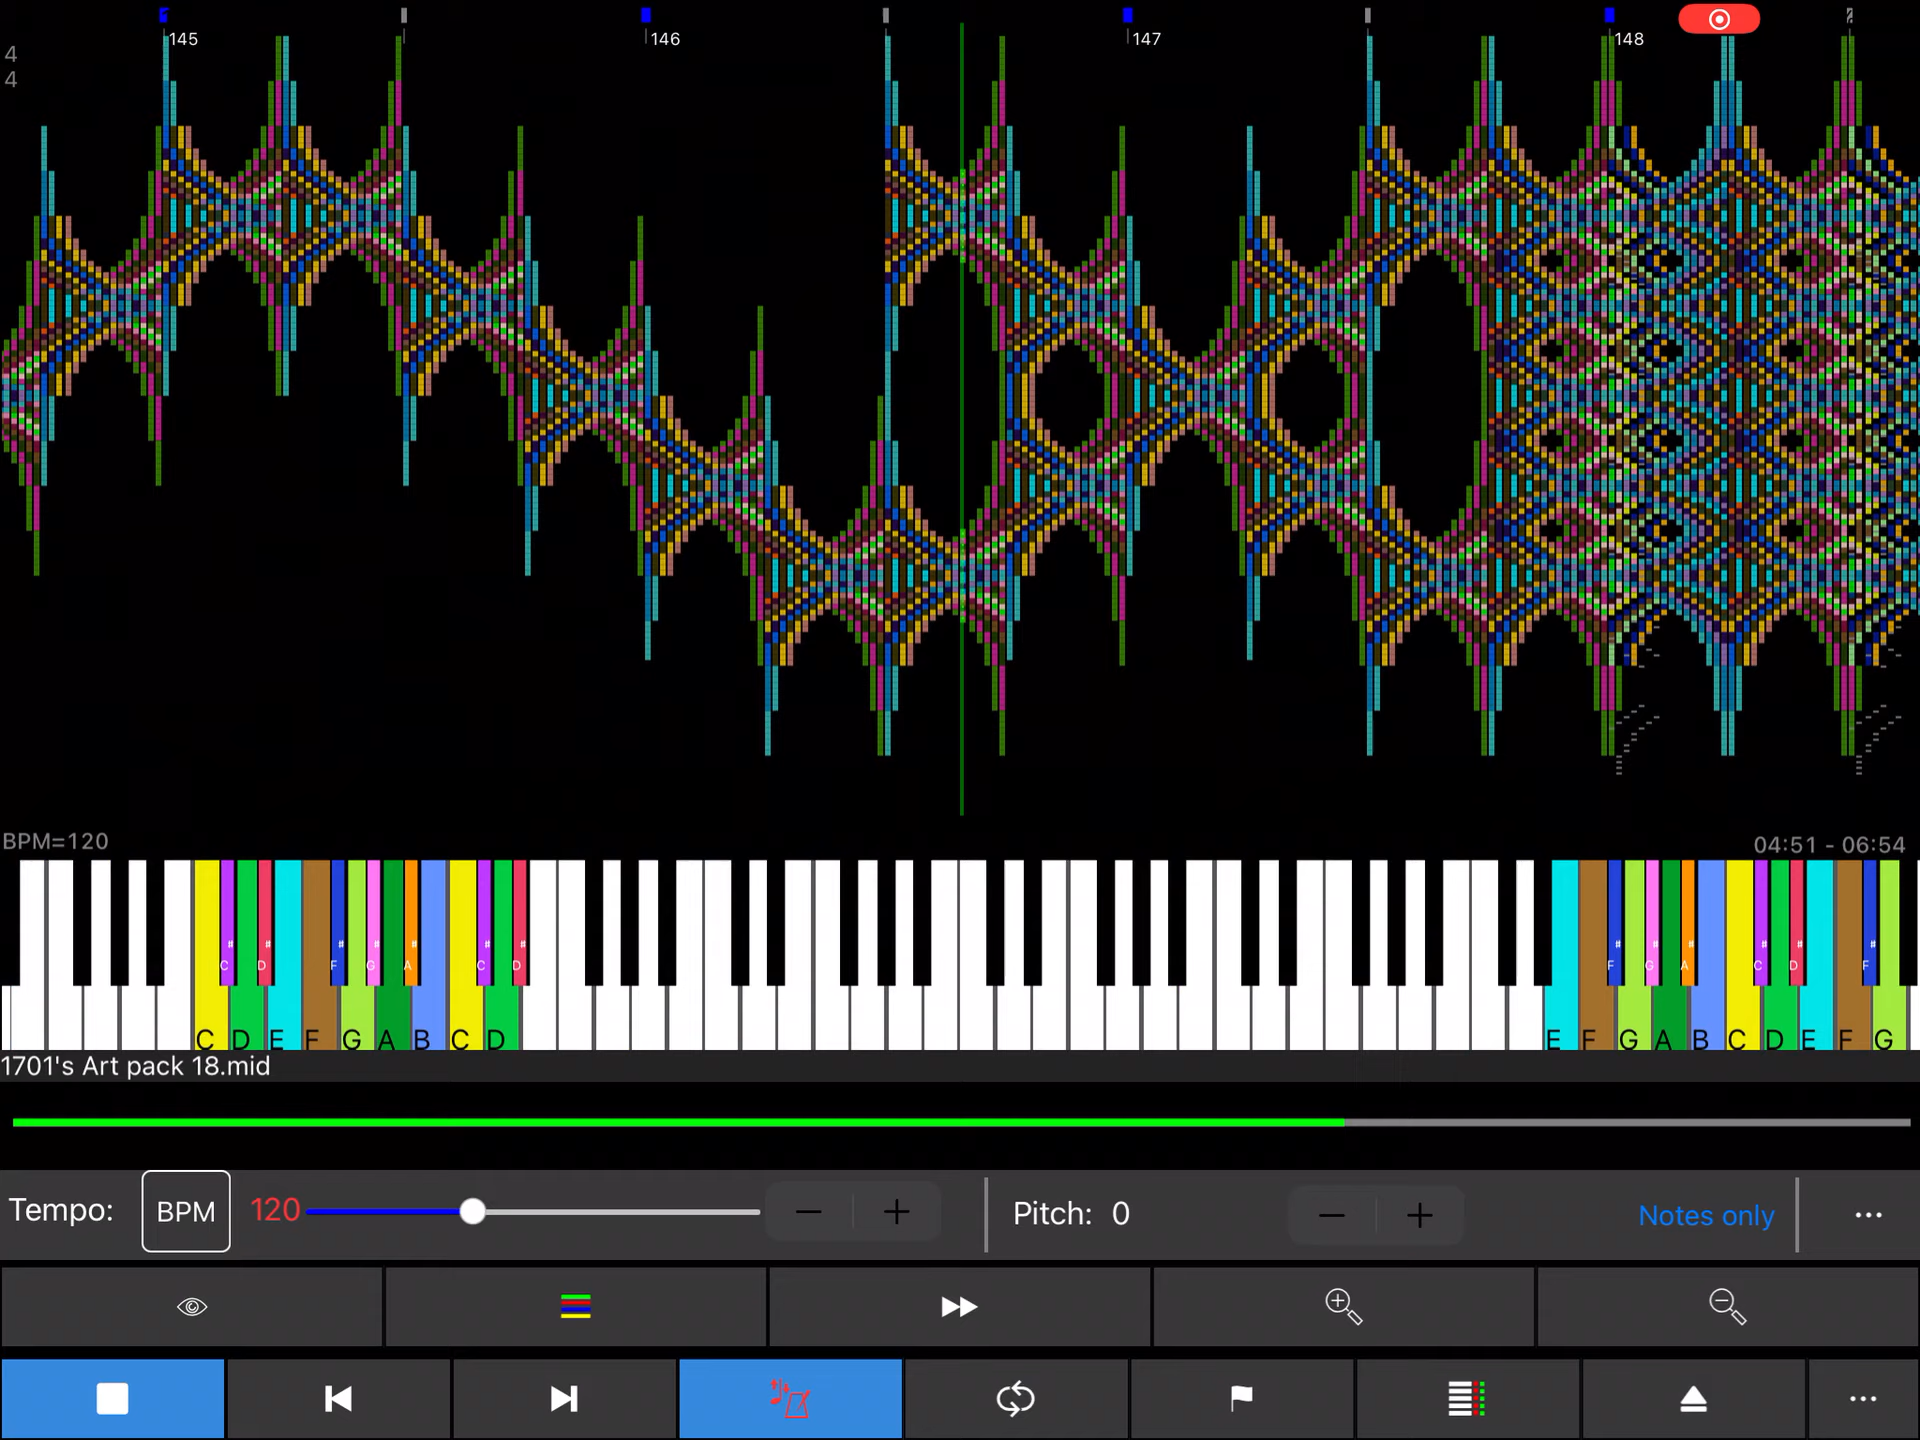 145 146 147 148
4
4
BPM=120 04:51 - 06:54
# # # # # # # # # # # # #
C D F G A C D F G A C D F
C D E F G A B C D E F G A B C D E F G
1701's Art pack 18.mid
Tempo: BPM 120 Pitch: 0 Notes only